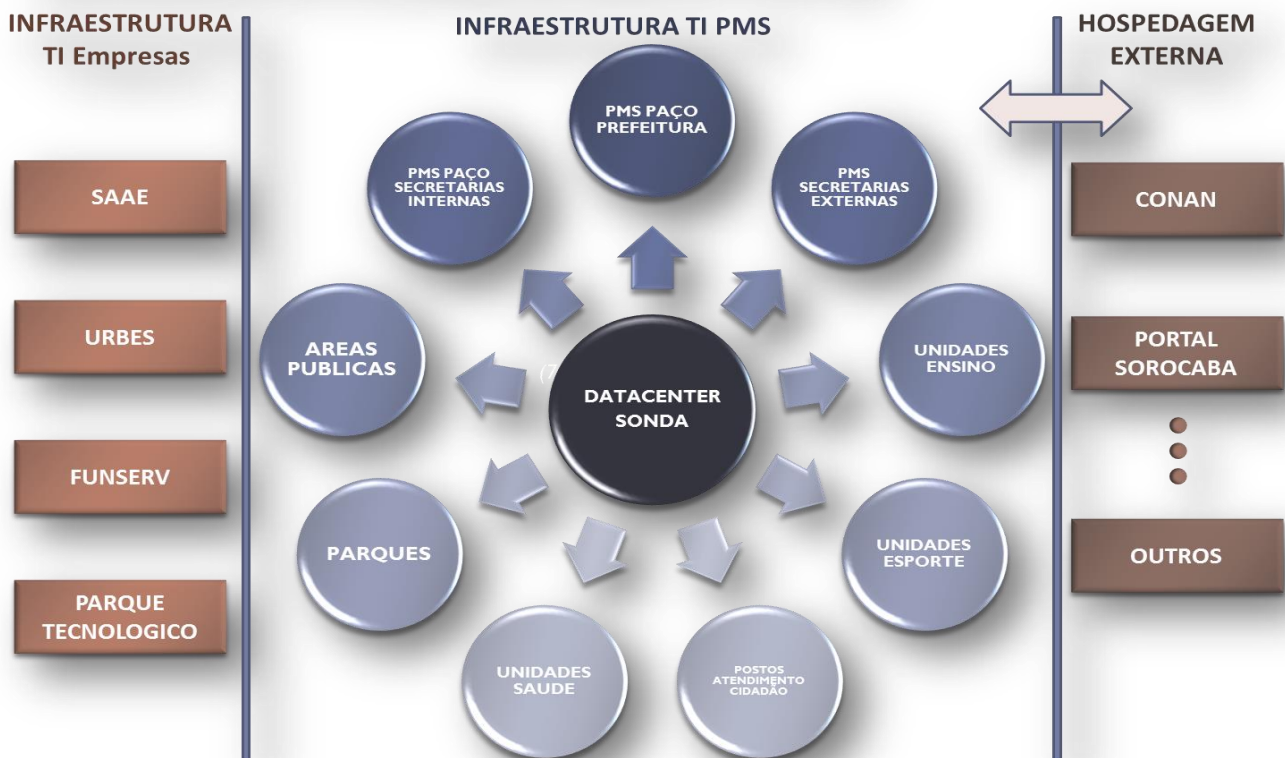 INFRAESTRUTURA
TI Empresas
SAAE
URBES
FUNSERV
PARQUE
TECNOLOGICO
INFRAESTRUTURA TI PMS
PMS PAÇO
PREFEITURA
PMS
SECRETARIAS
EXTERNAS
UNIDADES
ENSINO
UNIDADES
ESPORTE
POSTOS
ATENDIMENTO
CIDADÃO
UNIDADES
SAUDE
PARQUES
AREAS
PUBLICAS
PMS PAÇO
SECRETARIAS
INTERNAS
DATACENTER
SONDA
HOSPEDAGEM
EXTERNA
CONAN
PORTAL
SOROCABA
OUTROS